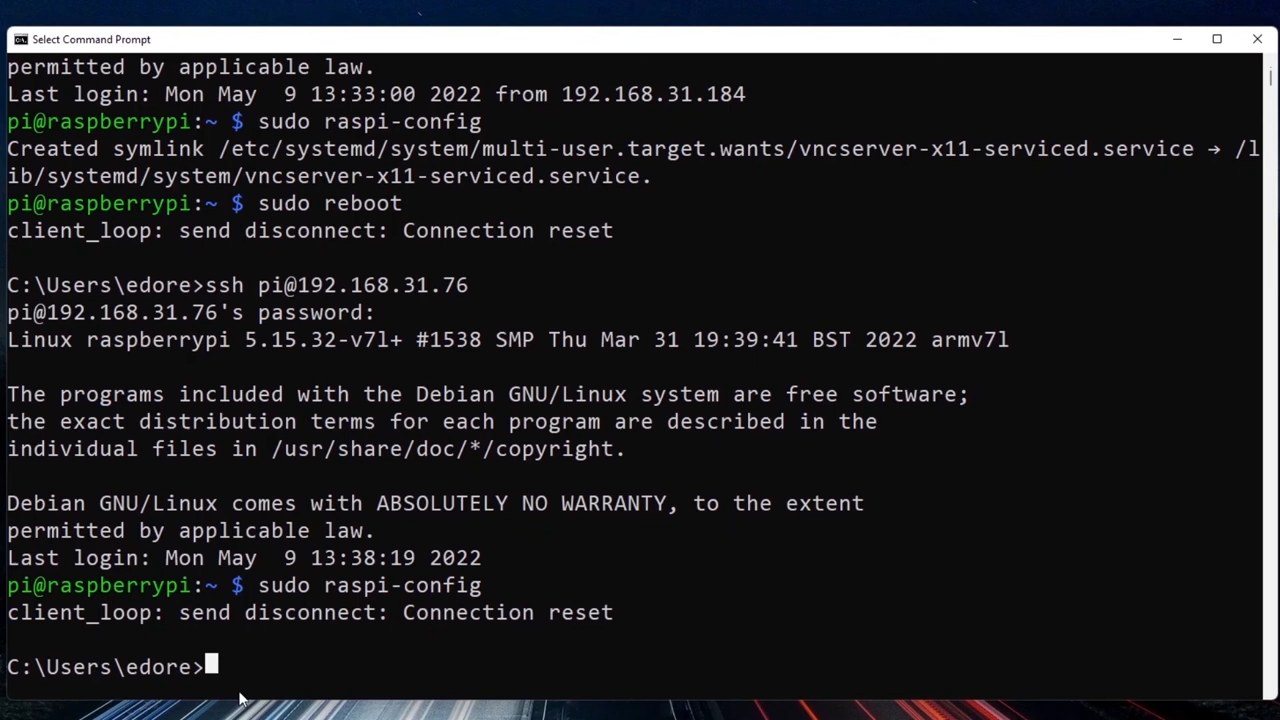 Select Command Prompt
permitted by applicable law.
Last login: Mon May  9 13:33:00 2022 from 192.168.31.184
pi@raspberrypi:~ $ sudo raspi-config
Created symlink /etc/systemd/system/multi-user.target.wants/vncserver-x11-serviced.service → /l
ib/systemd/system/vncserver-x11-serviced.service.
pi@raspberrypi:~ $ sudo reboot
client_loop: send disconnect: Connection reset
C:\Users\edore>ssh pi@192.168.31.76
pi@192.168.31.76's password:
Linux raspberrypi 5.15.32-v7l+ #1538 SMP Thu Mar 31 19:39:41 BST 2022 armv7l
The programs included with the Debian GNU/Linux system are free software;
the exact distribution terms for each program are described in the
individual files in /usr/share/doc/*/copyright.
Debian GNU/Linux comes with ABSOLUTELY NO WARRANTY, to the extent
permitted by applicable law.
Last login: Mon May  9 13:38:19 2022
pi@raspberrypi:~ $ sudo raspi-config
client_loop: send disconnect: Connection reset
C:\Users\edore>